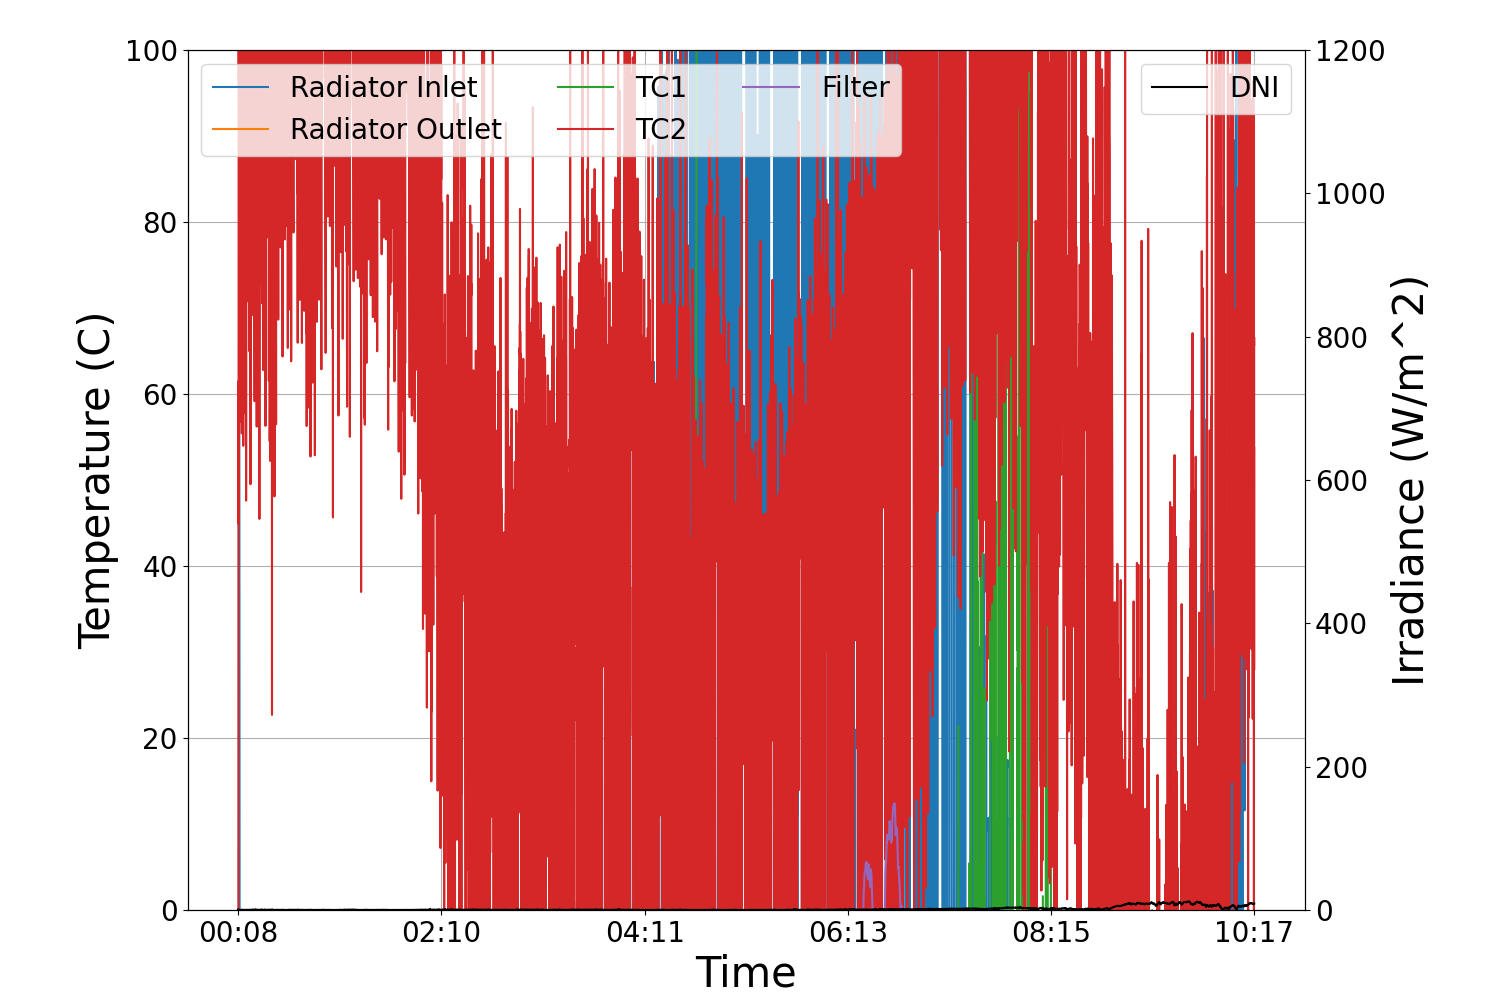 Radiator Inlet
Radiator Outlet
TC1
TC2
Filter
DNI
Temperature (C)
100
80
60
40
20
0
Irradiance (W/m^2)
1200
1000
800
600
400
200
0
00:08 02:10 04:11 06:13 08:15 10:17
Time